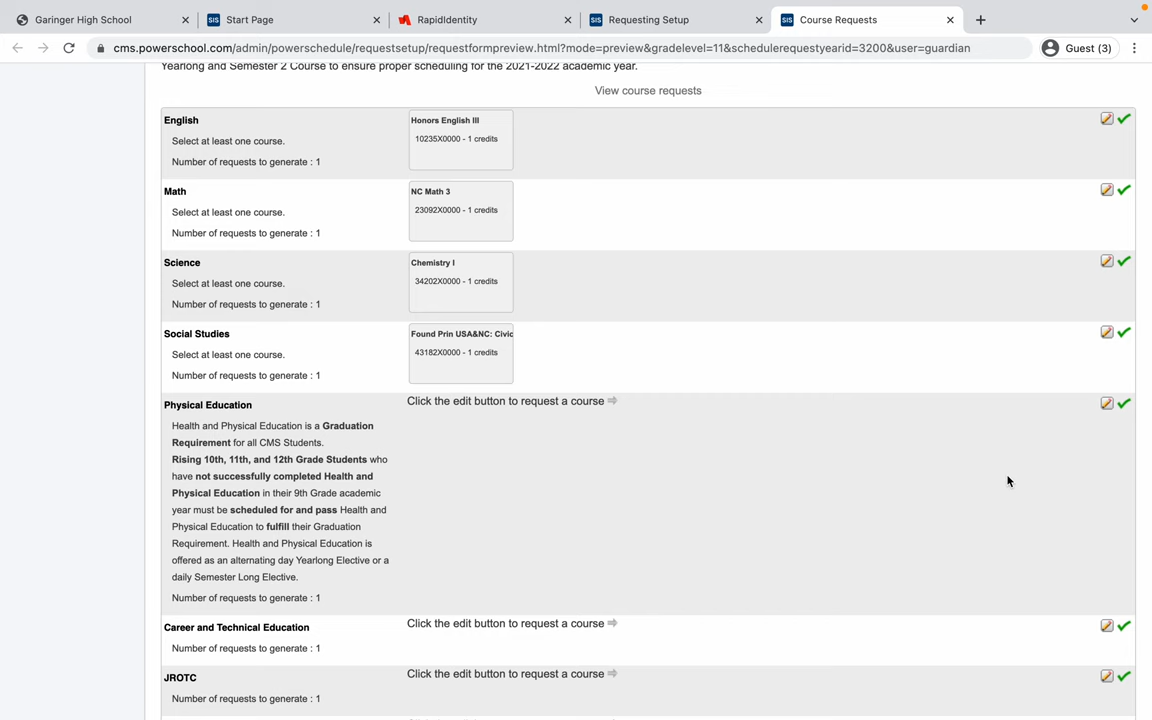 Garinger High School
Start Page
RapidIdentity
Requesting Setup
Course Requests
cms.powerschool.com/admin/powerschedule/requestsetup/requestformpreview.html?mode=preview&gradelevel=11&schedulerequestyearid=3200&user=guardian
Guest (3)
Yearlong and Semester 2 Course to ensure proper scheduling for the 2021-2022 academic year.
View course requests
English
Select at least one course.
Number of requests to generate : 1
Honors English III
10235X0000 - 1 credits
Math
Select at least one course.
Number of requests to generate : 1
NC Math 3
23092X0000 - 1 credits
Science
Select at least one course.
Number of requests to generate : 1
Chemistry I
34202X0000 - 1 credits
Social Studies
Select at least one course.
Number of requests to generate : 1
Found Prin USA&NC: Civic
43182X0000 - 1 credits
Physical Education
Click the edit button to request a course
Health and Physical Education is a Graduation
Requirement for all CMS Students.
Rising 10th, 11th, and 12th Grade Students who
have not successfully completed Health and
Physical Education in their 9th Grade academic
year must be scheduled for and pass Health and
Physical Education to fulfill their Graduation
Requirement. Health and Physical Education is
offered as an alternating day Yearlong Elective or a
daily Semester Long Elective.
Number of requests to generate : 1
Career and Technical Education
Click the edit button to request a course
Number of requests to generate : 1
JROTC
Click the edit button to request a course
Number of requests to generate : 1